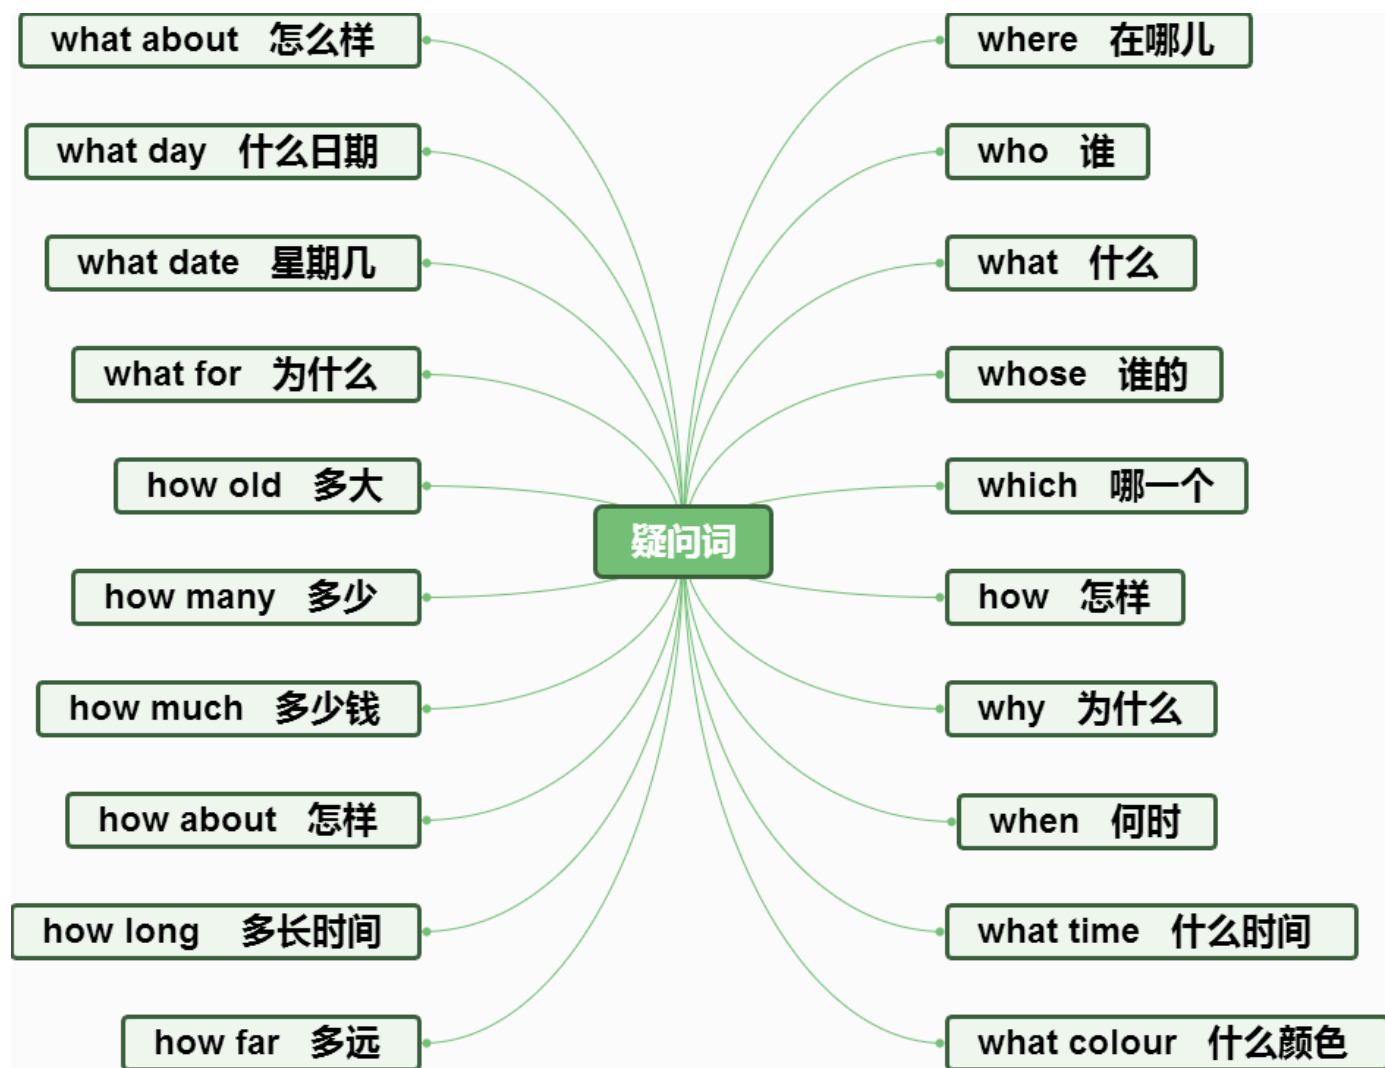 what about 怎么样
what day 什么日期
what date 星期几
what for 为什么
how old 多大
how many 多少
how much 多少钱
how about 怎样
how long 多长时间
how far 多远
疑问词
where 在哪儿
who 谁
what 什么
whose 谁的
which 哪一个
how 怎样
why 为什么
when 何时
what time 什么时间
what colour 什么颜色